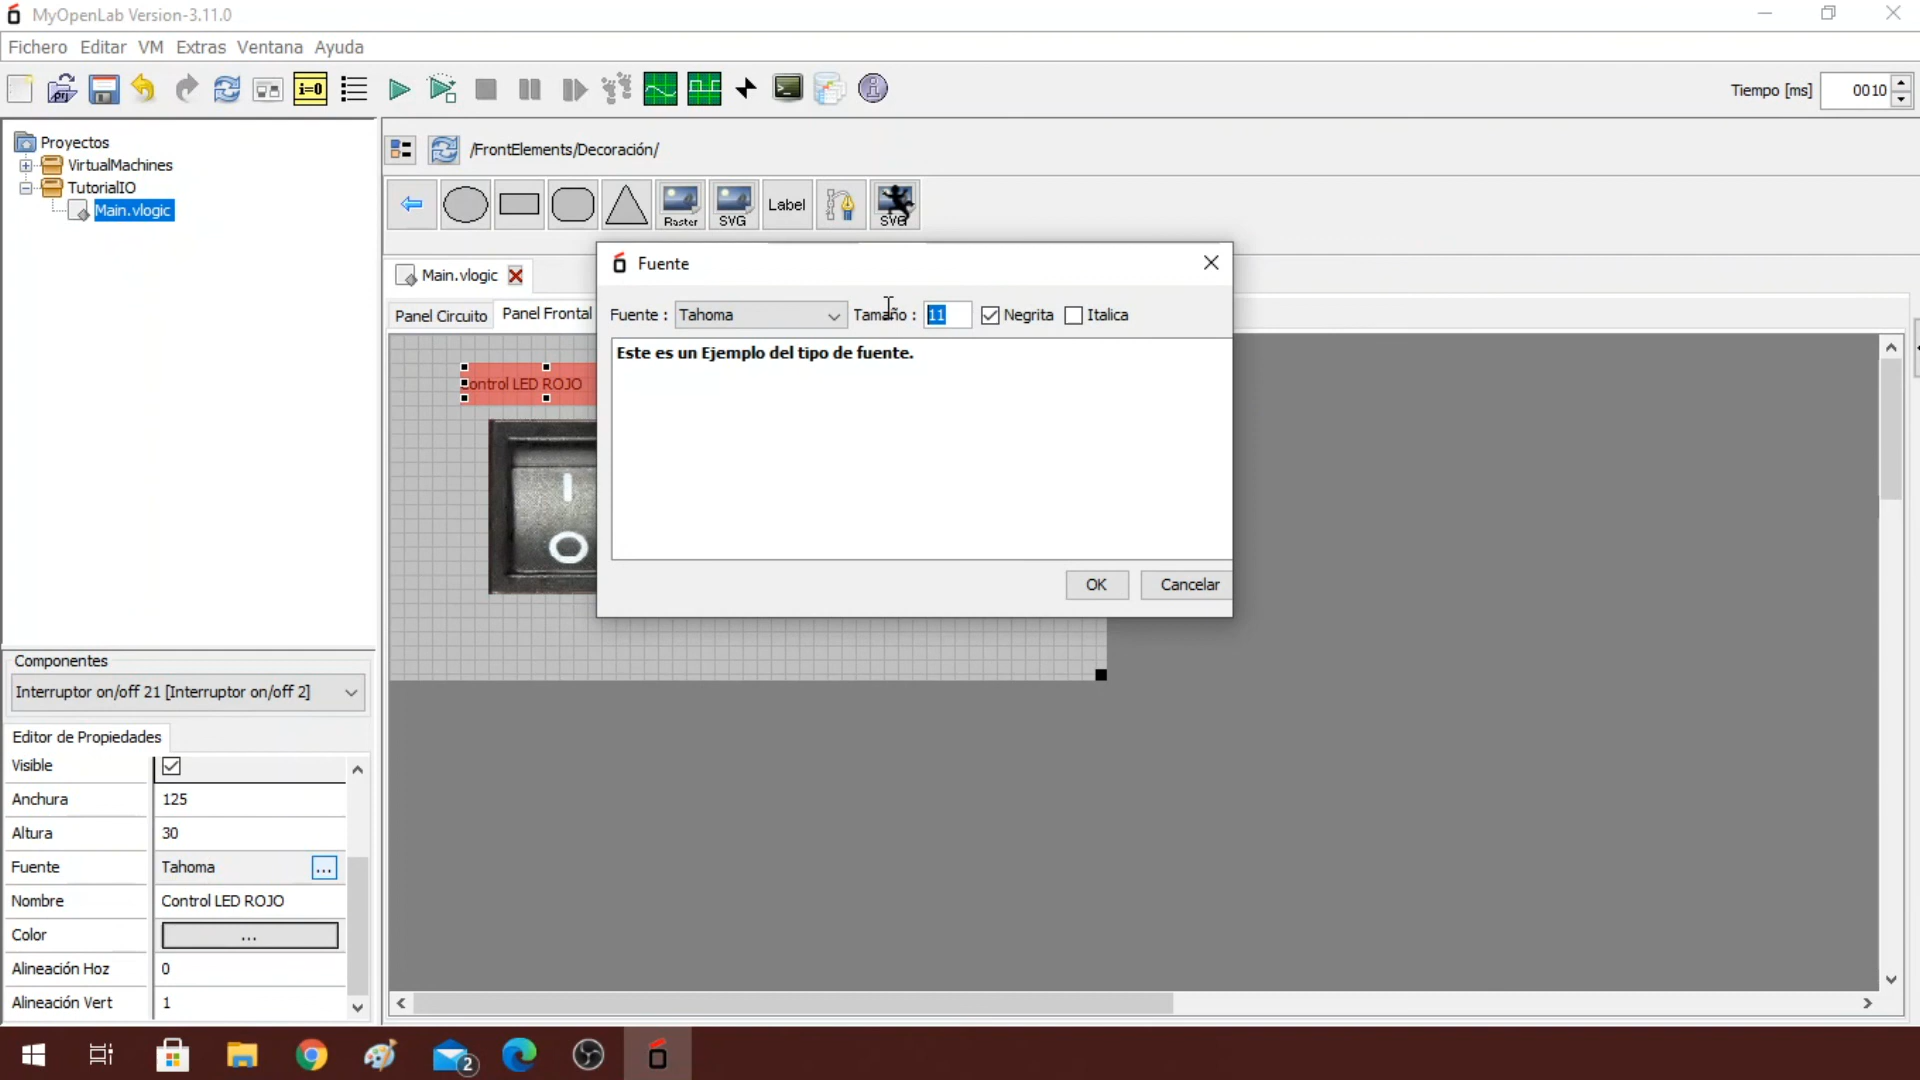 MyOpenLab Version-3.11.0
Fichero Editar VM Extras Ventana Ayuda
i=0
Tiempo [ms] 0010
Proyectos
VirtualMachines
TutorialIO
Main.vlogic
/FrontElements/Decoración/
Raster SVG Label SVG
Main.vlogic
Panel Circuito Panel Frontal
Fuente
Fuente : Tahoma Tamaño : 11 Negrita Italica
Este es un Ejemplo del tipo de fuente.
OK Cancelar
Control LED ROJO
Componentes
Interruptor on/off 21 [Interruptor on/off 2]
Editor de Propiedades
Visible
Anchura 125
Altura 30
Fuente Tahoma ...
Nombre Control LED ROJO
Color ...
Alineación Hoz 0
Alineación Vert 1
2